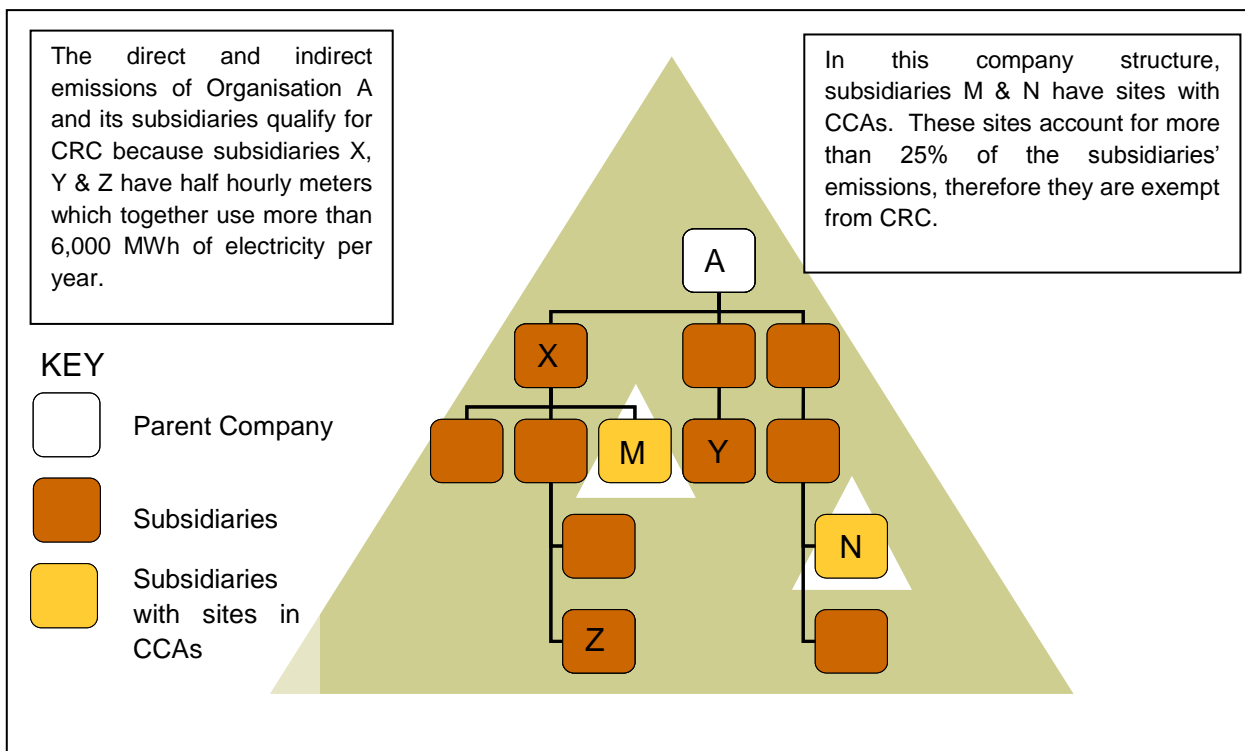 The direct and indirect
emissions of Organisation A
and its subsidiaries qualify for
CRC because subsidiaries X,
Y & Z have half hourly meters
which together use more than
6,000 MWh of electricity per
year.
In this company structure,
subsidiaries M & N have sites with
CCAs. These sites account for more
than 25% of the subsidiaries’
emissions, therefore they are exempt
from CRC.
A
X
M
Y
N
Z
KEY
Parent Company
Subsidiaries
Subsidiaries
with sites in
CCAs